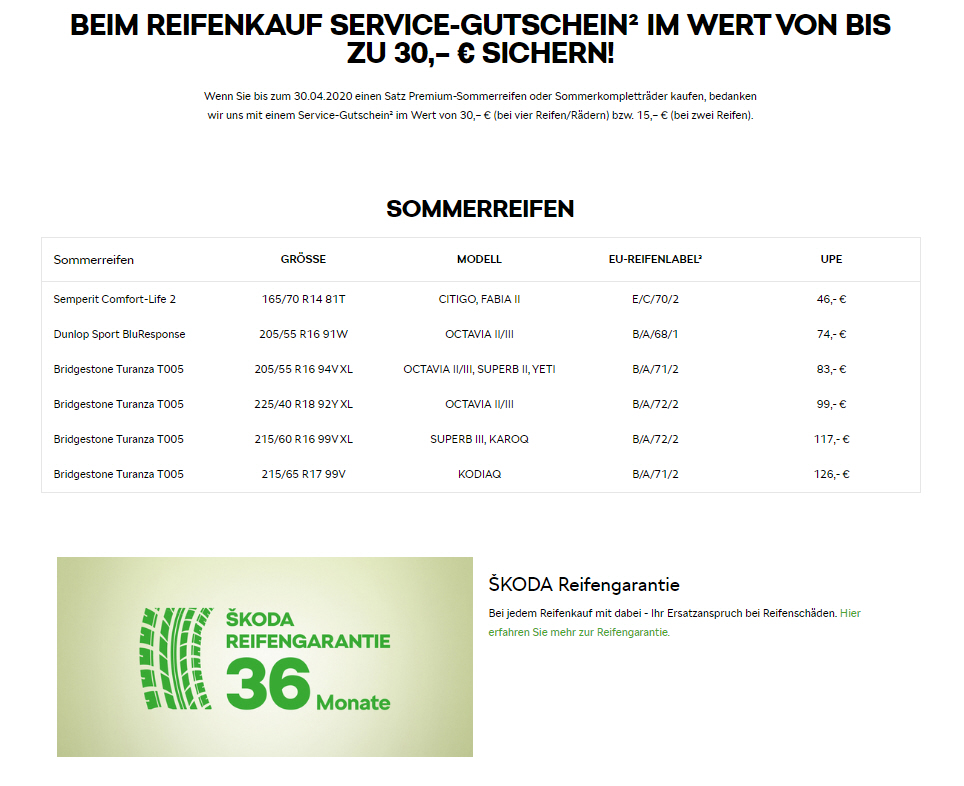 BEIM REIFENKAUF SERVICE-GUTSCHEIN² IM WERT VON BIS
ZU 30,– € SICHERN!
Wenn Sie bis zum 30.04.2020 einen Satz Premium-Sommerreifen oder Sommerkompletträder kaufen, bedanken
wir uns mit einem Service-Gutschein² im Wert von 30,– € (bei vier Reifen/Rädern) bzw. 15,– € (bei zwei Reifen).
SOMMERREIFEN
Sommerreifen GRÖSSE MODELL EU-REIFENLABEL³ UPE
Semperit Comfort-Life 2 165/70 R14 81T CITIGO, FABIA II E/C/70/2 46,- €
Dunlop Sport BluResponse 205/55 R16 91W OCTAVIA II/III B/A/68/1 74,- €
Bridgestone Turanza T005 205/55 R16 94V XL OCTAVIA II/III, SUPERB II, YETI B/A/71/2 83,- €
Bridgestone Turanza T005 225/40 R18 92Y XL OCTAVIA II/III B/A/72/2 99,- €
Bridgestone Turanza T005 215/60 R16 99V XL SUPERB III, KAROQ B/A/72/2 117,- €
Bridgestone Turanza T005 215/65 R17 99V KODIAQ B/A/71/2 126,- €
ŠKODA
REIFENGARANTIE
36 Monate
ŠKODA Reifengarantie
Bei jedem Reifenkauf mit dabei - Ihr Ersatzanspruch bei Reifenschäden. Hier
erfahren Sie mehr zur Reifengarantie.